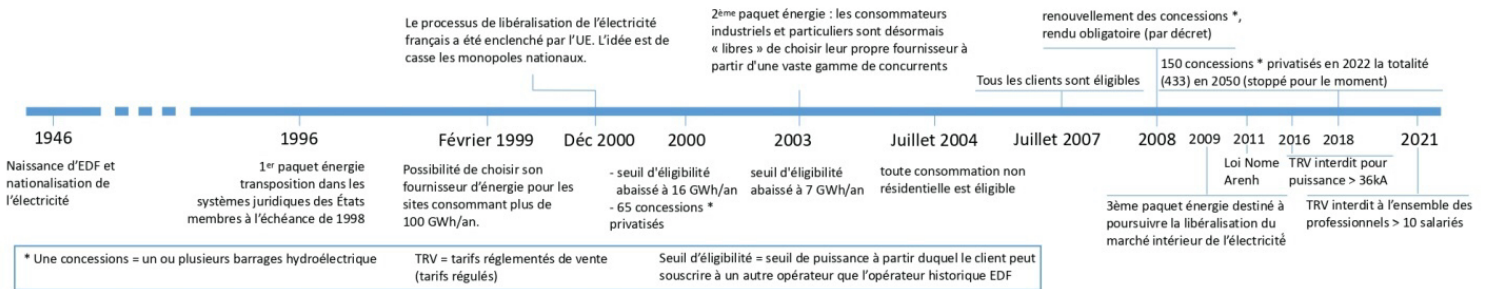 Le processus de libéralisation de l'électricité
français a été enclenché par l'UE. L'idée est de
casse les monopoles nationaux.
2ème paquet énergie : les consommateurs
industriels et particuliers sont désormais
« libres » de choisir leur propre fournisseur à
partir d'une vaste gamme de concurrents
Tous les clients sont éligibles
renouvellement des concessions *,
rendu obligatoire (par décret)
150 concessions * privatisés en 2022 la totalité
(433) en 2050 (stoppé pour le moment)
1946
Naissance d'EDF et
nationalisation de
l'électricité
1996
1er paquet énergie
transposition dans les
systèmes juridiques des États
membres à l'échéance de 1998
Février 1999
Possibilité de choisir son
fournisseur d'énergie pour les
sites consommant plus de
100 GWh/an.
Déc 2000
2000
- seuil d'éligibilité
abaissé à 16 GWh/an
- 65 concessions *
privatisés
2003
seuil d'éligibilité
abaissé à 7 GWh/an
Juillet 2004
toute consommation non
résidentielle est éligible
Juillet 2007
2008
2009
3ème paquet énergie destiné à
poursuivre la libéralisation du
marché intérieur de l'électricité
2011
Loi Nome
Arenh
2016
TRV interdit pour
puissance > 36kA
2018
2021
TRV interdit à l'ensemble des
professionnels > 10 salariés
* Une concessions = un ou plusieurs barrages hydroélectrique
TRV = tarifs réglementés de vente
(tarifs régulés)
Seuil d'éligibilité = seuil de puissance à partir duquel le client peut
souscrire à un autre opérateur que l'opérateur historique EDF